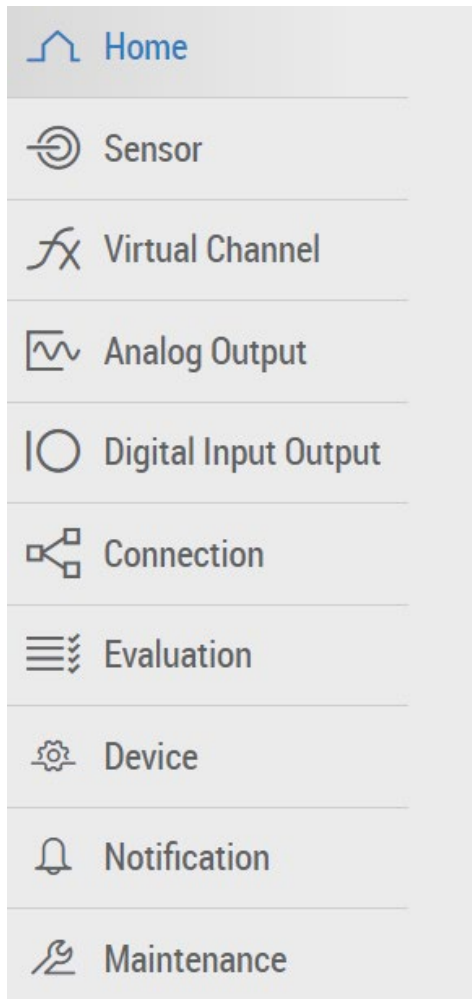 Home
Sensor
Virtual Channel
Analog Output
Digital Input Output
Connection
Evaluation
Device
Notification
Maintenance